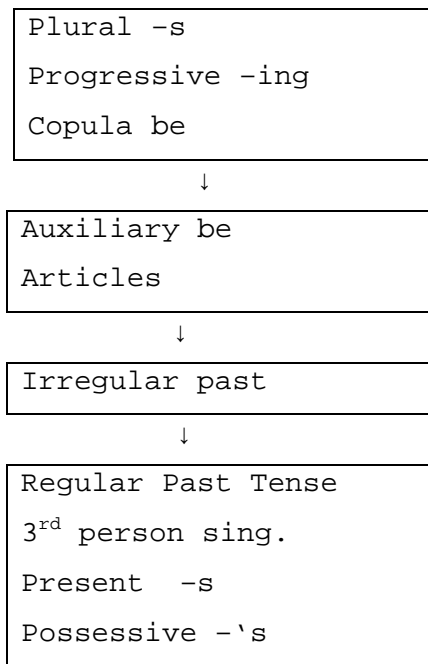 Plural –s
Progressive –ing
Copula be
↓
Auxiliary be
Articles
↓
Irregular past
↓
Regular Past Tense
3rd person sing.
Present –s
Possessive –‘s